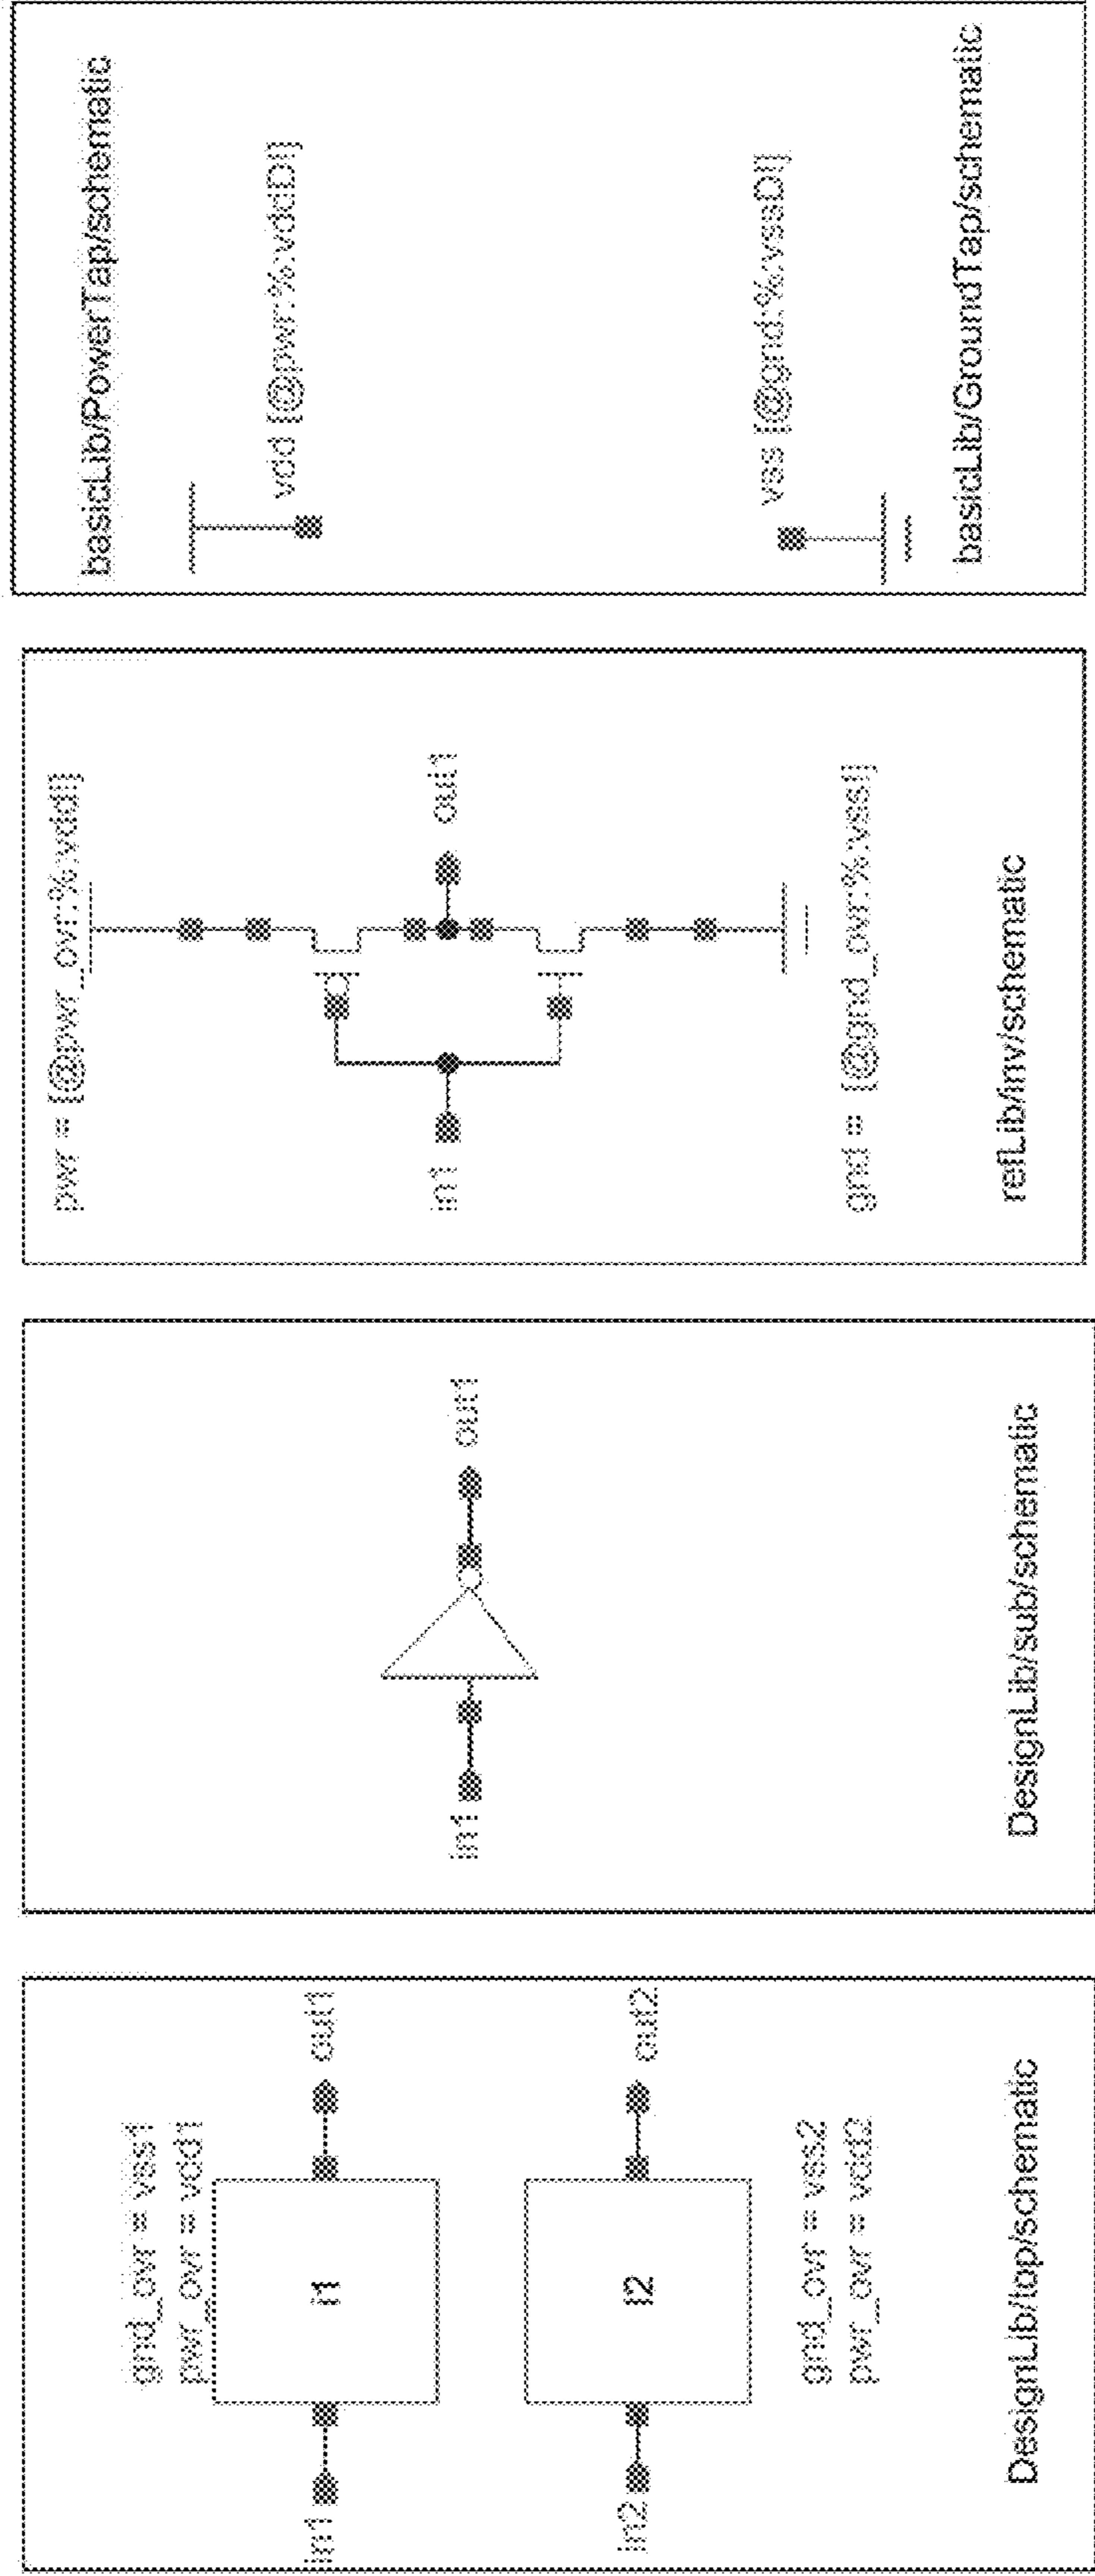 gnd_ovr = vss1
pwr_ovr = vdd1
in1
I1
out1
in2
I2
out2
gnd_ovr = vss2
pwr_ovr = vdd2
DesignLib/top/schematic
in1
out1
DesignLib/sub/schematic
pwr = [@pwr_ovr:%:vdd!]
in1
out1
gnd = [@gnd_ovr:%:vss!]
refLib/inv/schematic
basicLib/PowerTap/schematic
vdd [@pwr:%:vddD!]
vss [@gnd:%:vssD!]
basicLib/GroundTap/schematic